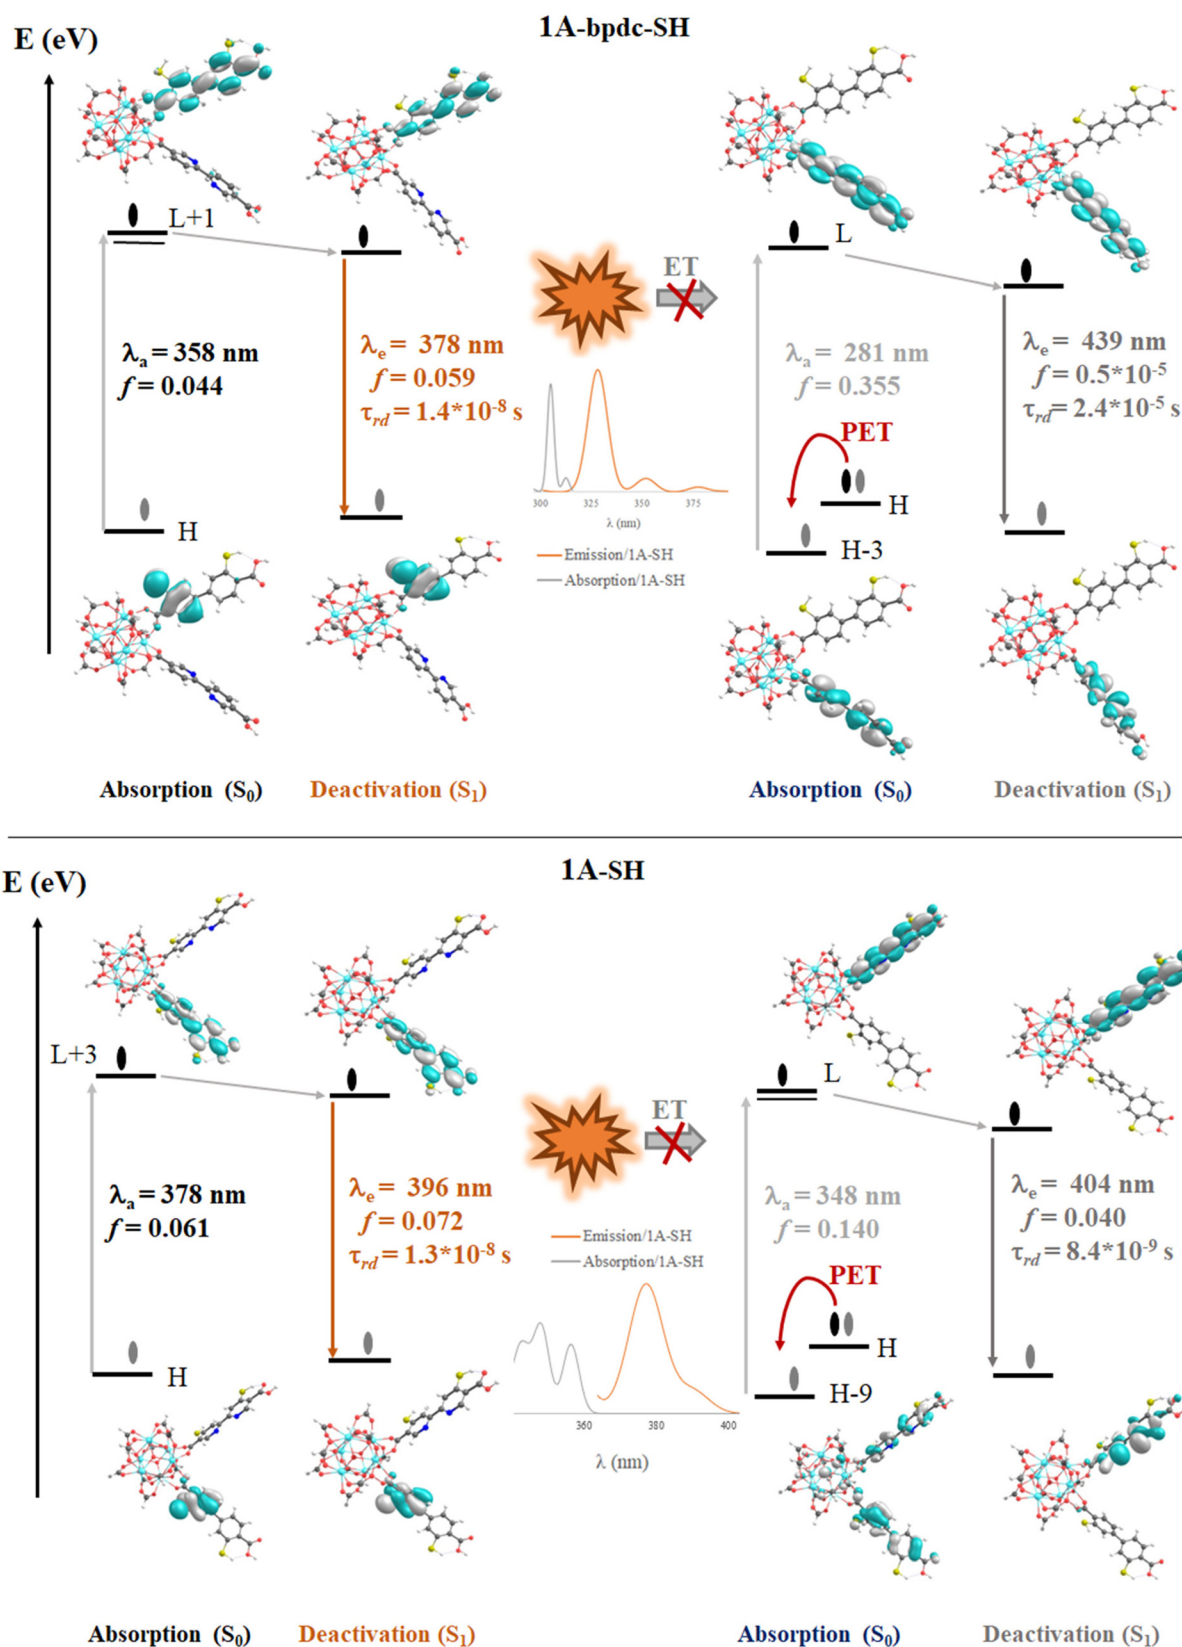 1A-bpdc-SH
E (eV)
L+1
L
ET
λa = 358 nm
f = 0.044
λe = 378 nm
f = 0.059
τrd = 1.4*10-8 s
λa = 281 nm
f = 0.355
λe = 439 nm
f = 0.5*10-5
τrd = 2.4*10-5 s
PET
300 325 350 375
λ (nm)
Emission/1A-SH
Absorption/1A-SH
H
H
H-3
Absorption (S0)
Deactivation (S1)
Absorption (S0)
Deactivation (S1)
1A-SH
E (eV)
L+3
L
ET
λa = 378 nm
f = 0.061
λe = 396 nm
f = 0.072
τrd = 1.3*10-8 s
λa = 348 nm
f = 0.140
λe = 404 nm
f = 0.040
τrd = 8.4*10-9 s
Emission/1A-SH
Absorption/1A-SH
PET
H
H
H-9
360 380 400
λ (nm)
Absorption (S0)
Deactivation (S1)
Absorption (S0)
Deactivation (S1)